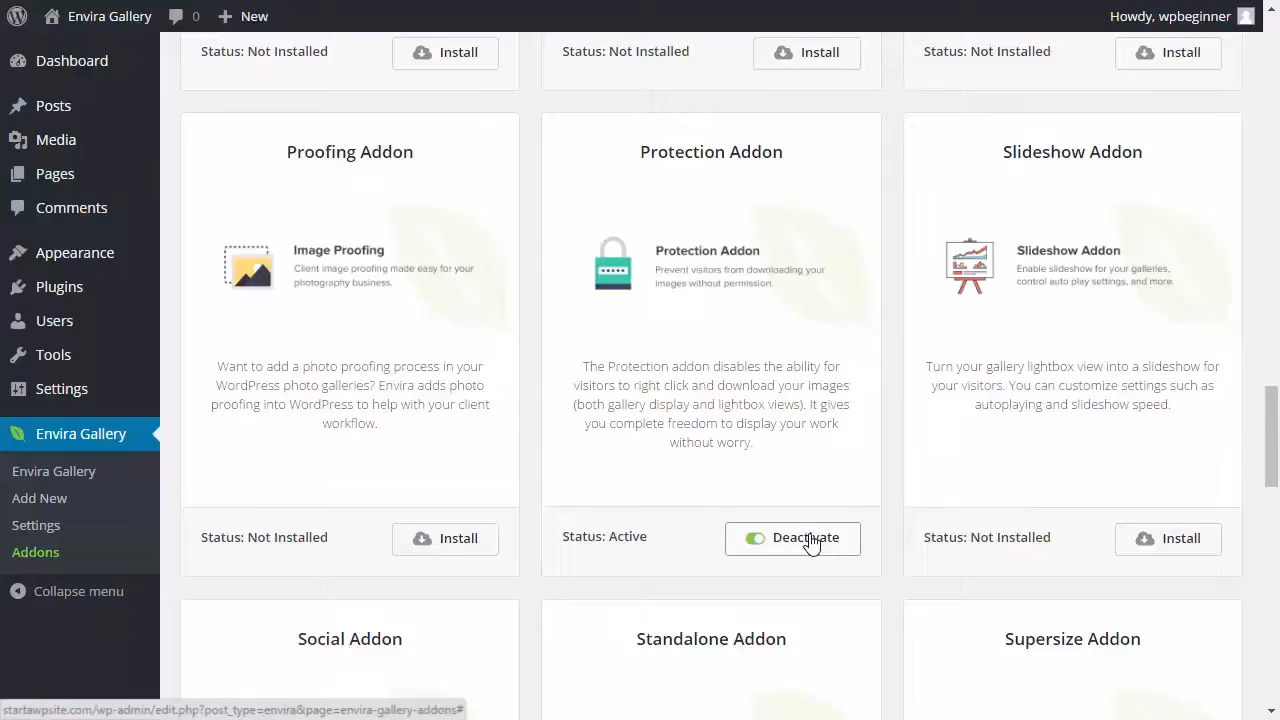 Envira Gallery 0 New Howdy, wpbeginner
Dashboard
Posts
Media
Pages
Comments
Appearance
Plugins
Users
Tools
Settings
Envira Gallery
Envira Gallery
Add New
Settings
Addons
Collapse menu
Status: Not Installed Install
Status: Not Installed Install
Status: Not Installed Install
Proofing Addon
Image Proofing
Client image proofing made easy for your
photography business.
Want to add a photo proofing process in your
WordPress photo galleries? Envira adds photo
proofing into WordPress to help with your client
workflow.
Status: Not Installed Install
Protection Addon
Protection Addon
Prevent visitors from downloading your
images without permission.
The Protection addon disables the ability for
visitors to right click and download your images
(both gallery display and lightbox views). It gives
you complete freedom to display your work
without worry.
Status: Active Deactivate
Slideshow Addon
Slideshow Addon
Enable slideshow for your galleries,
control auto play settings, and more.
Turn your gallery lightbox view into a slideshow for
your visitors. You can customize settings such as
autoplaying and slideshow speed.
Status: Not Installed Install
Social Addon
Standalone Addon
Supersize Addon
startawpsite.com/wp-admin/edit.php?post_type=envira&page=envira-gallery-addons#